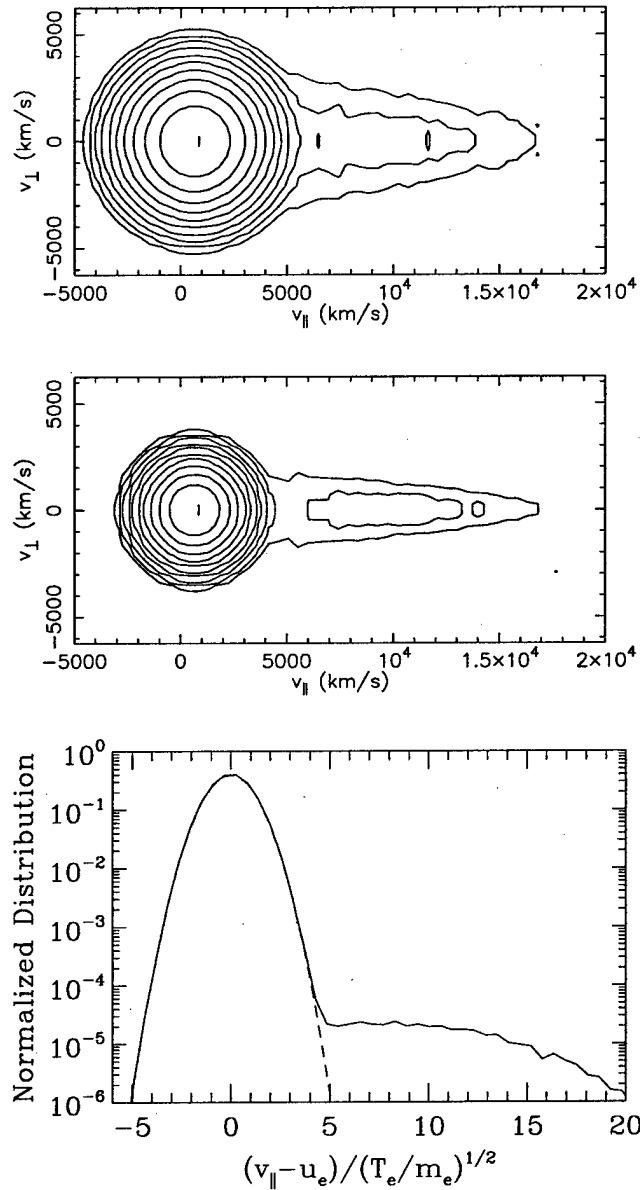 5000
0
−5000
v⊥ (km/s)
−5000 0 5000 10⁴ 1.5×10⁴ 2×10⁴
v∥ (km/s)
5000
0
−5000
v⊥ (km/s)
−5000 0 5000 10⁴ 1.5×10⁴ 2×10⁴
v∥ (km/s)
Normalized Distribution
10⁰
10⁻¹
10⁻²
10⁻³
10⁻⁴
10⁻⁵
10⁻⁶
−5 0 5 10 15 20
(v∥−uₑ)/(Tₑ/mₑ)¹/²